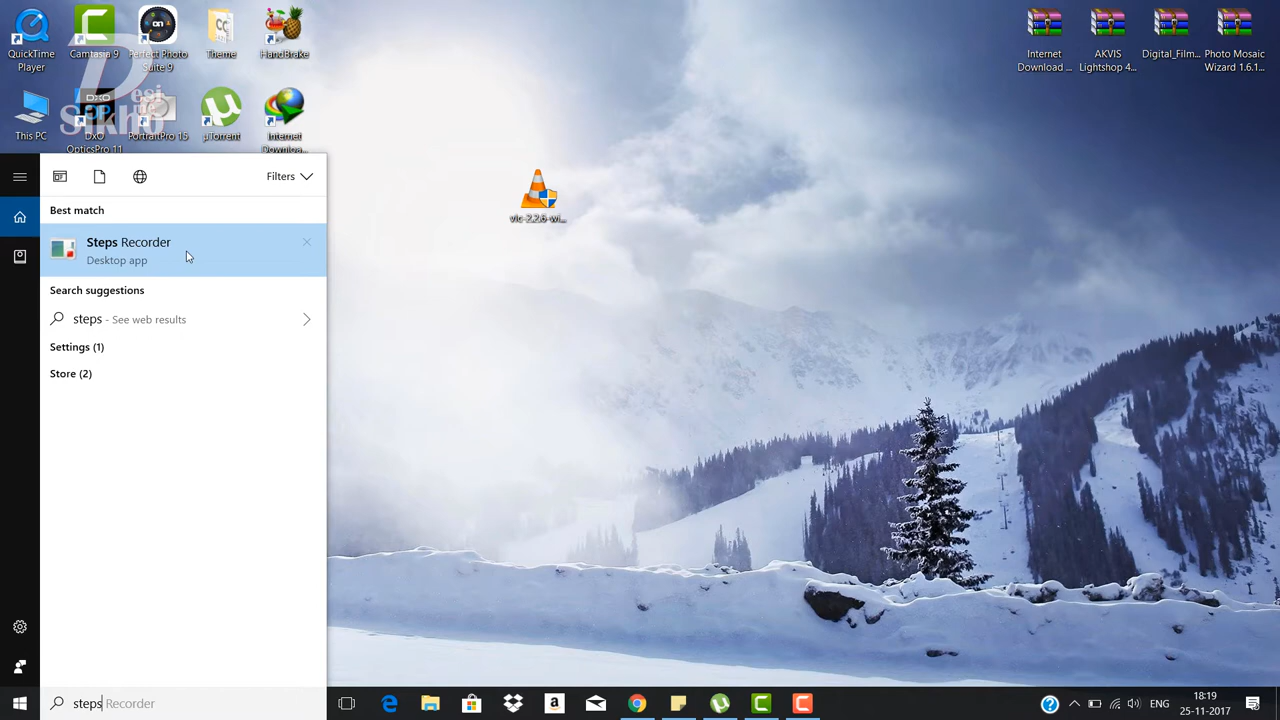 QuickTime
Player
Camtasia 9
Perfect Photo
Suite 9
Theme
HandBrake
Internet
Download ...
AKVIS
Lightshop 4...
Digital_Film...
Photo Mosaic
Wizard 1.6.1...
Desi
Sikho
This PC
DxO
OpticsPro 11
PortraitPro 15
µTorrent
Internet
Downloa...
Filters
Best match
Steps Recorder
Desktop app
Search suggestions
steps - See web results
Settings (1)
Store (2)
vlc-2.2.6-wi...
steps Recorder
ENG
18:19
25-11-2017